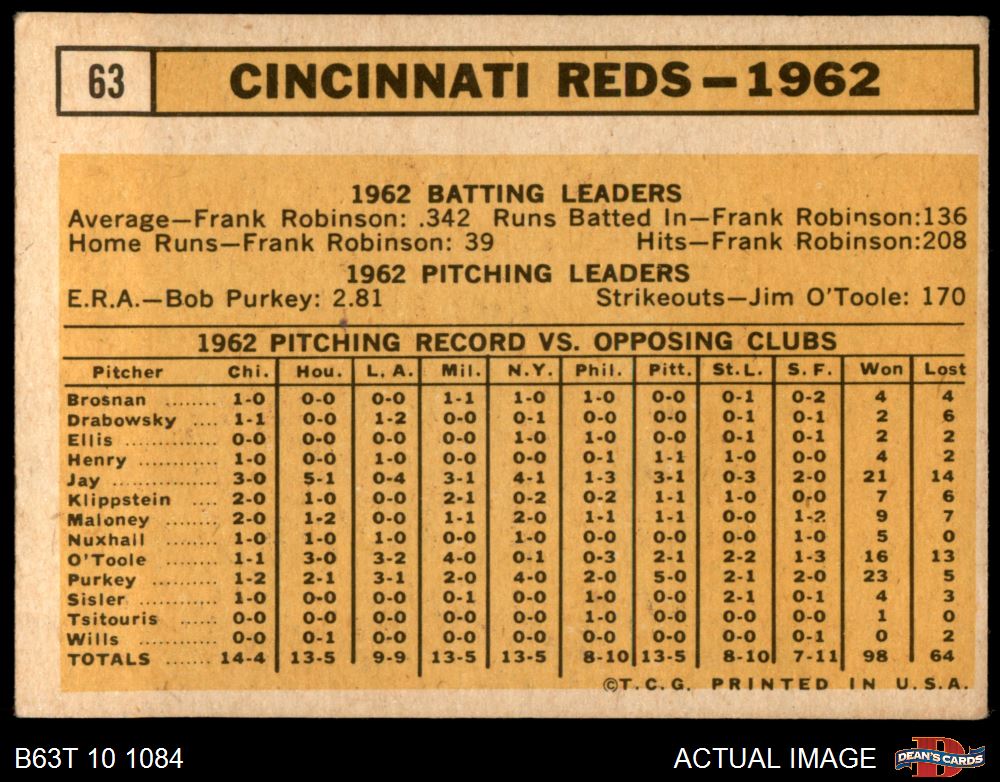 63 CINCINNATI REDS—1962
1962 BATTING LEADERS
Average—Frank Robinson: .342 Runs Batted In—Frank Robinson:136
Home Runs—Frank Robinson: 39 Hits—Frank Robinson:208
1962 PITCHING LEADERS
E.R.A.—Bob Purkey: 2.81 Strikeouts—Jim O'Toole: 170
1962 PITCHING RECORD VS. OPPOSING CLUBS
Pitcher Chi. Hou. L. A. Mil. N.Y. Phil. Pitt. St.L. S. F. Won Lost
Brosnan ........ 1-0 0-0 0-0 1-1 1-0 1-0 0-0 0-1 0-2 4 4
Drabowsky .... 1-1 0-0 1-2 0-0 0-1 0-0 0-0 0-1 0-1 2 6
Ellis .............. 0-0 0-0 0-0 0-0 1-0 1-0 0-0 0-1 0-1 2 2
Henry ............ 1-0 0-0 1-0 0-0 0-0 0-1 1-1 1-0 0-0 4 2
Jay ................ 3-0 5-1 0-4 3-1 4-1 1-3 3-1 0-3 2-0 21 14
Klippstein .... 2-0 1-0 0-0 2-1 0-2 0-2 1-1 1-0 0-0 7 6
Maloney ........ 2-0 1-2 0-0 1-1 2-0 1-1 1-1 0-0 1-2 9 7
Nuxhall ........ 1-0 1-0 1-0 0-0 1-0 0-0 0-0 0-0 1-0 5 0
O'Toole ........ 1-1 3-0 3-2 4-0 0-1 0-3 2-1 2-2 1-3 16 13
Purkey .......... 1-2 2-1 3-1 2-0 4-0 2-0 5-0 2-1 2-0 23 5
Sisler ............ 1-0 0-0 0-0 0-1 0-0 1-0 0-0 2-1 0-1 4 3
Tsitouris ...... 0-0 0-0 0-0 0-0 0-0 1-0 0-0 0-0 0-0 1 0
Wills ............ 0-0 0-1 0-0 0-0 0-0 0-0 0-0 0-0 0-1 0 2
TOTALS ...... 14-4 13-5 9-9 13-5 13-5 8-10 13-5 8-10 7-11 98 64
©T.C.G. PRINTED IN U.S.A.
B63T 10 1084 ACTUAL IMAGE D DEAN'S CARDS